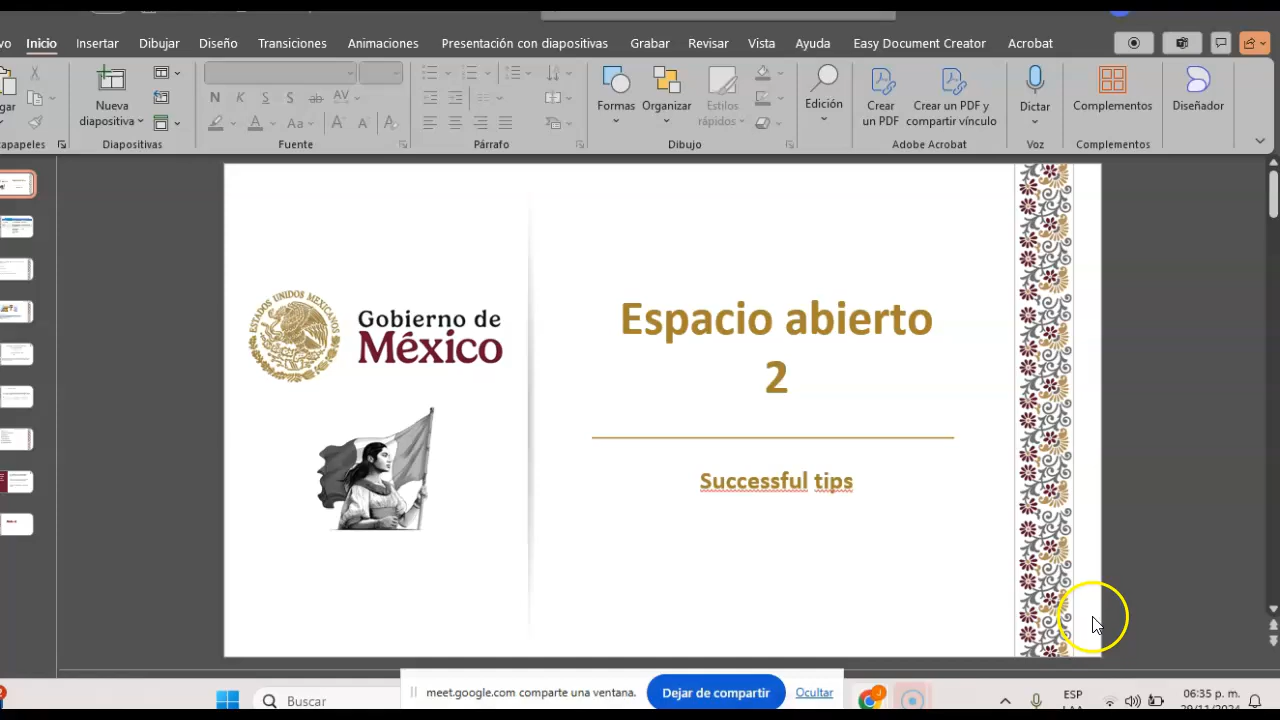 Inicio
Insertar
Dibujar
Diseño
Transiciones
Animaciones
Presentación con diapositivas
Grabar
Revisar
Vista
Ayuda
Easy Document Creator
Acrobat
Nueva
diapositiva
Formas
Organizar
Estilos
rápidos
Edición
Crear
un PDF
Crear un PDF y
compartir vínculo
Dictar
Complementos
Diseñador
Diapositivas
Fuente
Párrafo
Dibujo
Adobe Acrobat
Voz
Complementos
ESTADOS UNIDOS MEXICANOS
Gobierno de
México
Espacio abierto
2
Successful tips
meet.google.com comparte una ventana.
Dejar de compartir
Ocultar
Buscar
ESP
06:35 p. m.